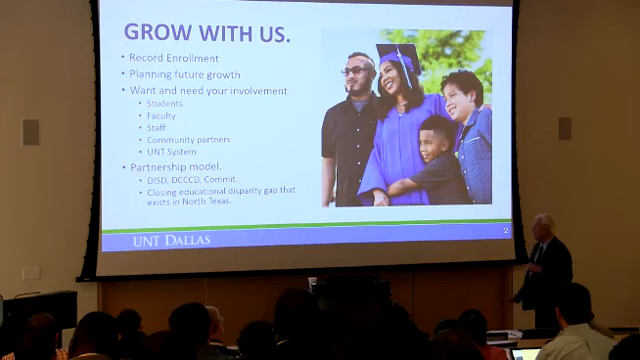 GROW WITH US.
• Record Enrollment
• Planning future growth
• Want and need your involvement
• Students
• Faculty
• Staff
• Community partners
• UNT System
• Partnership model.
• DISD, DCCCD, Commit.
• Closing educational disparity gap that
exists in North Texas.
UNT DALLAS
2